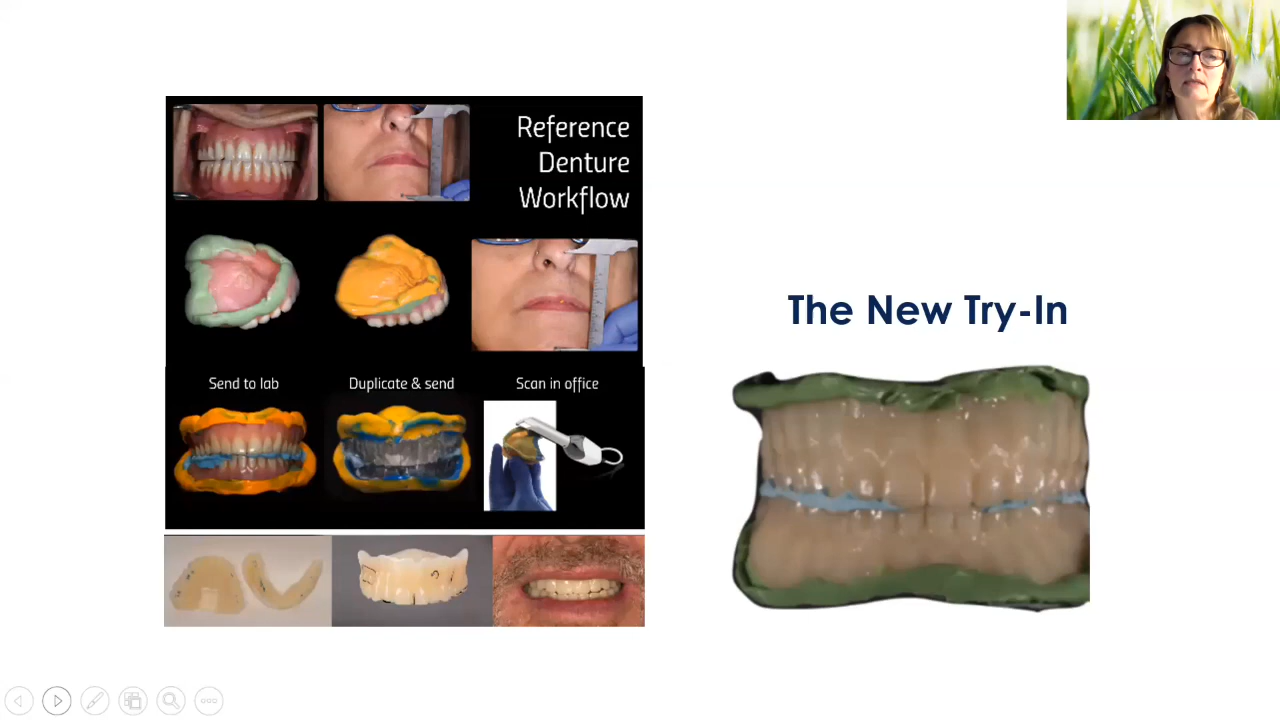 Reference
Denture
Workflow
Send to lab
Duplicate & send
Scan in office
The New Try-In